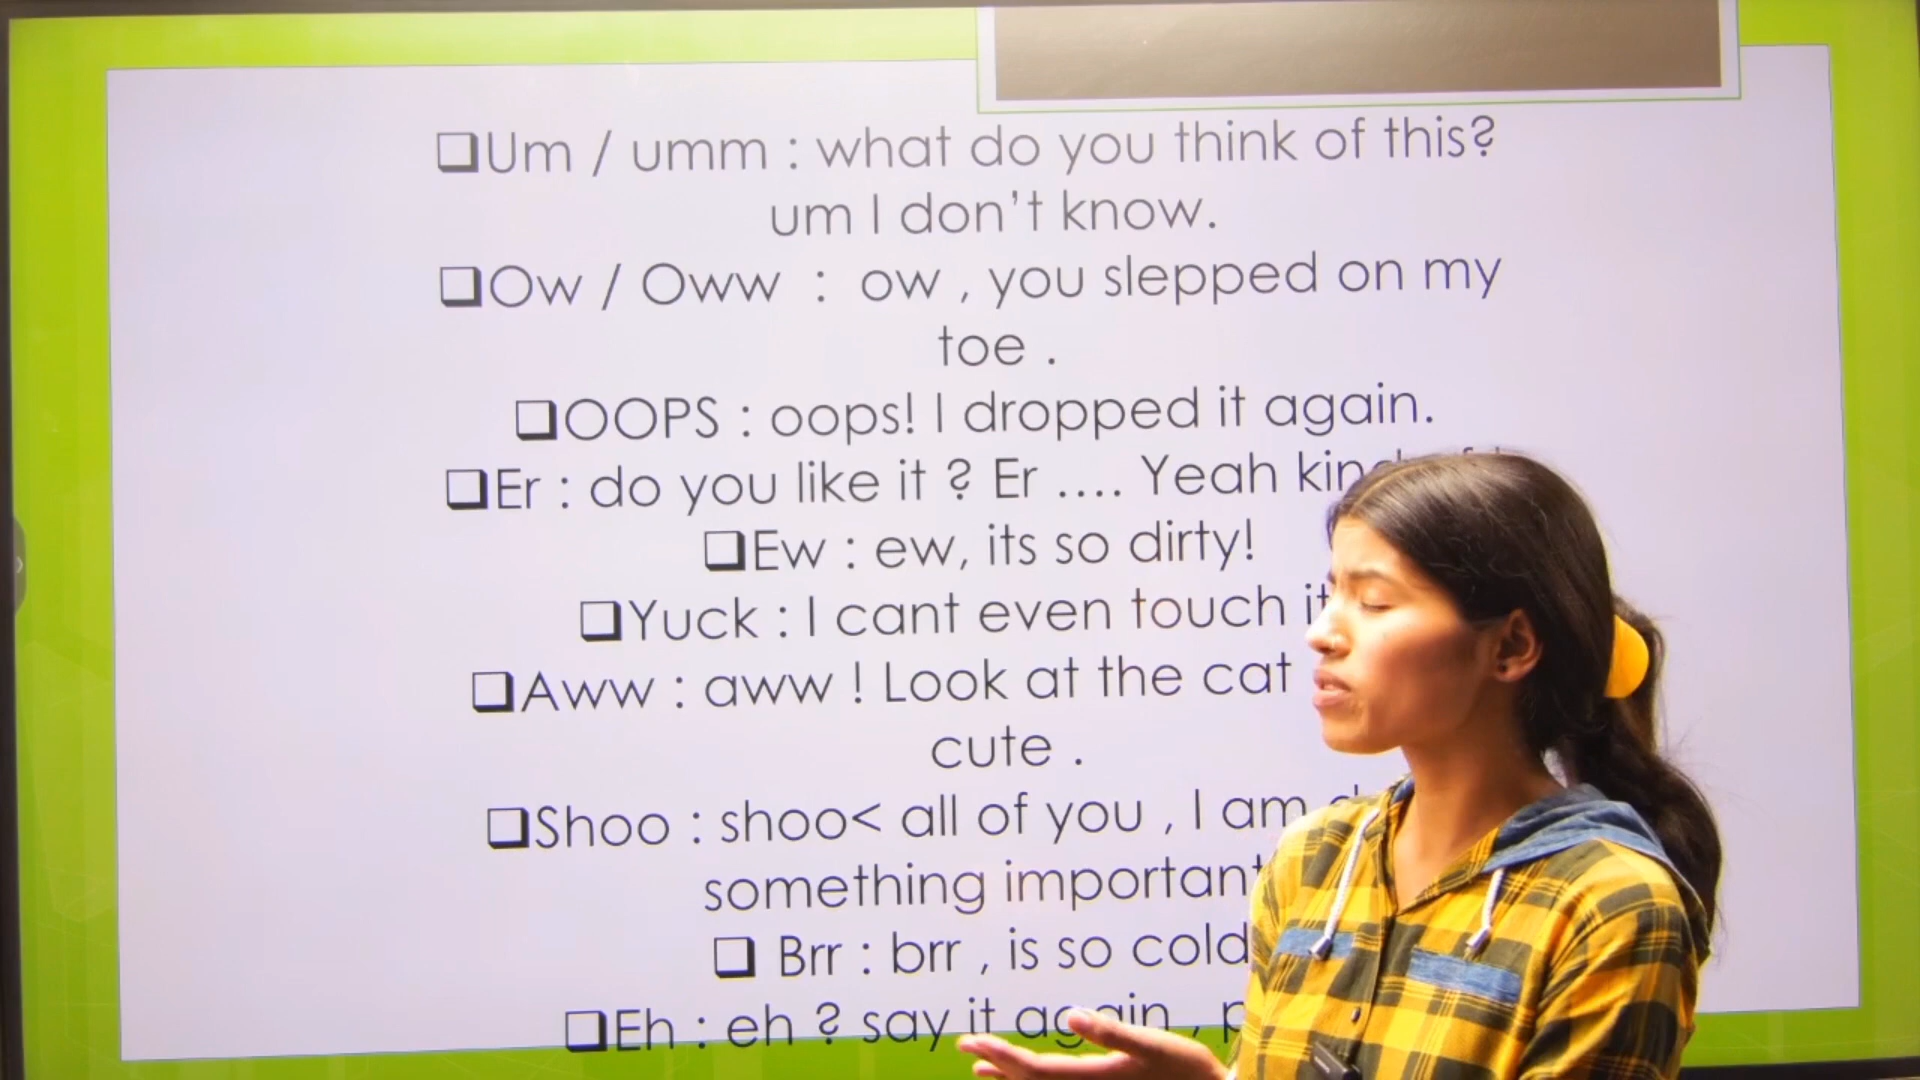 ❑Um / umm : what do you think of this?
um I don't know.
❑Ow / Oww : ow , you slepped on my
toe .
❑OOPS : oops! I dropped it again.
❑Er : do you like it ? Er .... Yeah
❑Ew : ew, its so dirty!
❑Yuck : I cant even touch it
❑Aww : aww ! Look at the cat
cute .
❑Shoo : shoo< all of you , I am
something important
❑ Brr : brr , is so cold
❑Eh : eh ? say it again ,